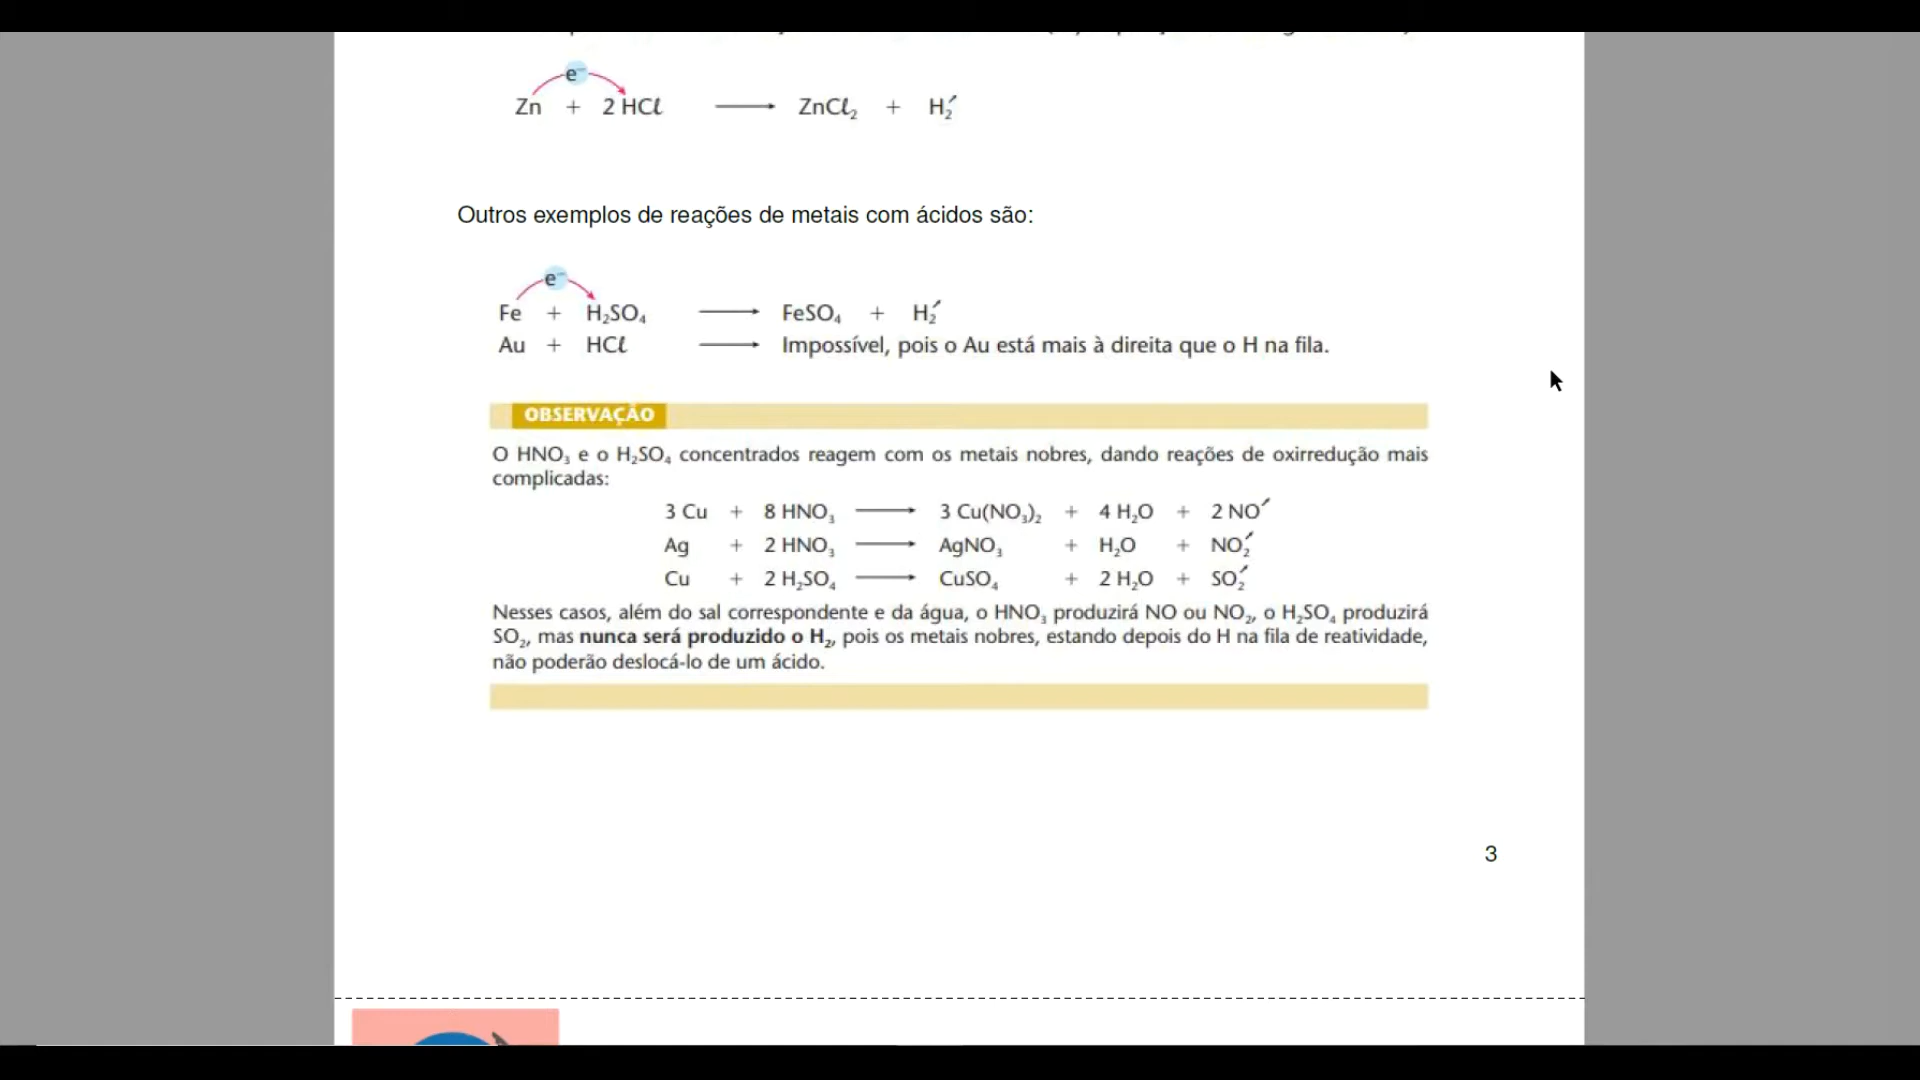 e⁻
Zn + 2 HCℓ ⟶ ZnCℓ₂ + H₂↗
Outros exemplos de reações de metais com ácidos são:
e⁻
Fe + H₂SO₄ ⟶ FeSO₄ + H₂↗
Au + HCℓ ⟶ Impossível, pois o Au está mais à direita que o H na fila.
OBSERVAÇÃO
O HNO₃ e o H₂SO₄ concentrados reagem com os metais nobres, dando reações de oxirredução mais
complicadas:
3 Cu + 8 HNO₃ ⟶ 3 Cu(NO₃)₂ + 4 H₂O + 2 NO↗
Ag + 2 HNO₃ ⟶ AgNO₃ + H₂O + NO₂↗
Cu + 2 H₂SO₄ ⟶ CuSO₄ + 2 H₂O + SO₂↗
Nesses casos, além do sal correspondente e da água, o HNO₃ produzirá NO ou NO₂, o H₂SO₄ produzirá
SO₂, mas nunca será produzido o H₂, pois os metais nobres, estando depois do H na fila de reatividade,
não poderão deslocá-lo de um ácido.
3